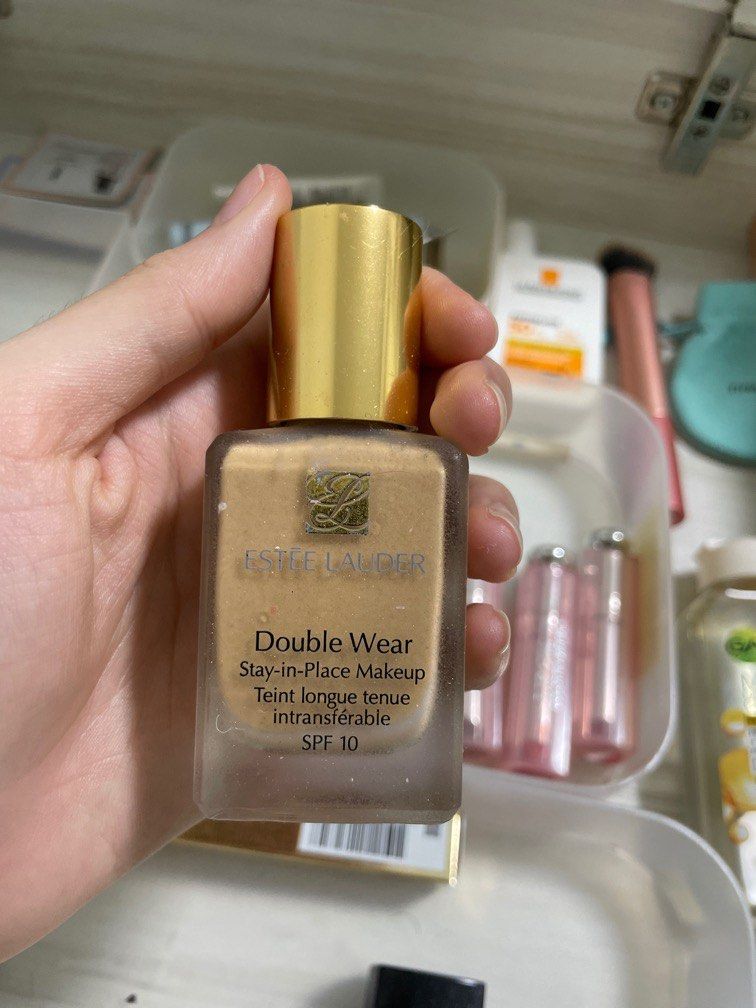 ESTĒE LAUDER
Double Wear
Stay-in-Place Makeup
Teint longue tenue
intransférable
SPF 10